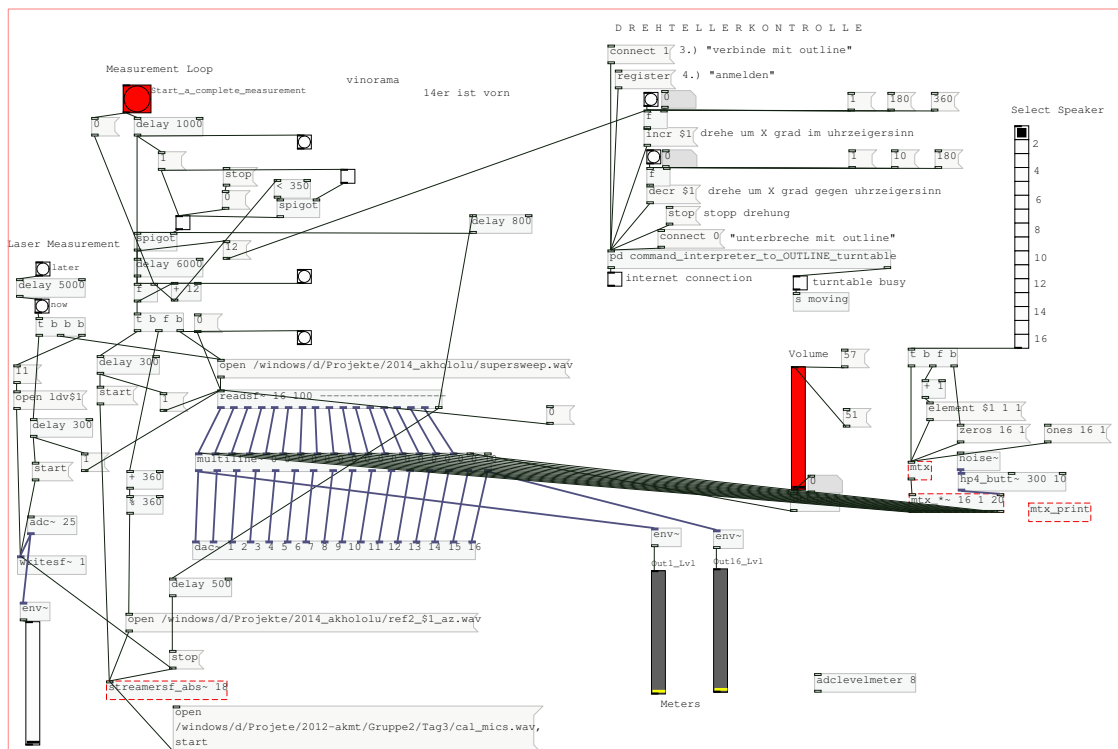 D R E H T E L L E R K O N T R O L L E
connect 1
3.) "verbinde mit outline"
Measurement Loop
register
4.) "anmelden"
vinorama
Start_a_complete_measurement
14er ist vorn
0
1
180
360
Select Speaker
f
0
delay 1000
incr $1
drehe um X grad im uhrzeigersinn
2
1
0
1
10
180
4
stop
f
< 350
decr $1
drehe um X grad gegen uhrzeigersinn
0
6
spigot
stop
stopp drehung
delay 800
8
Laser Measurement
spigot
12
connect 0
"unterbreche mit outline"
pd command_interpreter_to_OUTLINE_turntable
10
later
delay 6000
internet connection
turntable busy
12
delay 5000
f
+ 12
s moving
now
14
t b b b
t b f b
0
16
delay 300
open /windows/d/Projekte/2014_akhololu/supersweep.wav
Volume
57
t b f b
11
+ 1
open ldv$1
start
1
readsf~ 16 100
0
51
element $1 1 1
delay 300
zeros 16 1
ones 16 1
start
1
multiline~
noise~
mtx
+ 360
0
hp4_butt~ 300 10
% 360
mtx *~ 16 1 20
mtx_print
adc~ 25
env~
env~
dac~ 1 2 3 4 5 6 7 8 9 10 11 12 13 14 15 16
writesf~ 1
Out1_Lvl
Out16_Lvl
delay 500
env~
open /windows/d/Projekte/2014_akhololu/ref2_$1_az.wav
stop
streamersf_abs~ 18
adclevelmeter 8
Meters
open
/windows/d/Projete/2012-akmt/Gruppe2/Tag3/cal_mics.wav,
start